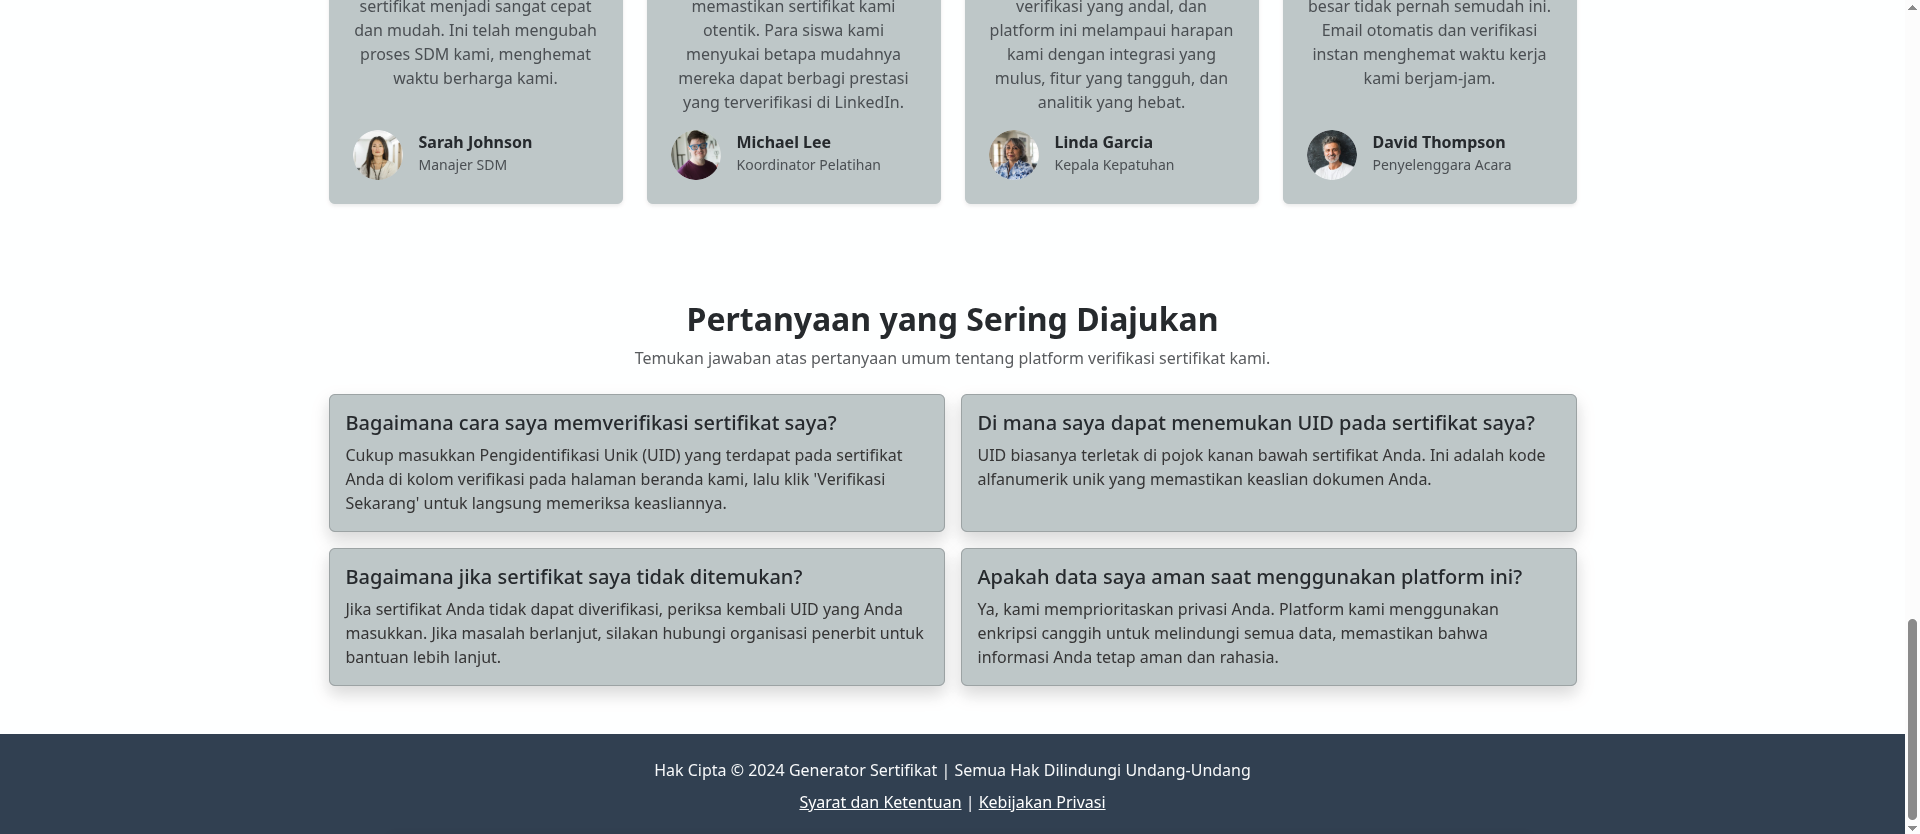 sertifikat menjadi sangat cepat
dan mudah. Ini telah mengubah
proses SDM kami, menghemat
waktu berharga kami.
Sarah Johnson
Manajer SDM
memastikan sertifikat kami
otentik. Para siswa kami
menyukai betapa mudahnya
mereka dapat berbagi prestasi
yang terverifikasi di LinkedIn.
Michael Lee
Koordinator Pelatihan
verifikasi yang andal, dan
platform ini melampaui harapan
kami dengan integrasi yang
mulus, fitur yang tangguh, dan
analitik yang hebat.
Linda Garcia
Kepala Kepatuhan
besar tidak pernah semudah ini.
Email otomatis dan verifikasi
instan menghemat waktu kerja
kami berjam-jam.
David Thompson
Penyelenggara Acara
Pertanyaan yang Sering Diajukan
Temukan jawaban atas pertanyaan umum tentang platform verifikasi sertifikat kami.
Bagaimana cara saya memverifikasi sertifikat saya?
Cukup masukkan Pengidentifikasi Unik (UID) yang terdapat pada sertifikat
Anda di kolom verifikasi pada halaman beranda kami, lalu klik 'Verifikasi
Sekarang' untuk langsung memeriksa keasliannya.
Di mana saya dapat menemukan UID pada sertifikat saya?
UID biasanya terletak di pojok kanan bawah sertifikat Anda. Ini adalah kode
alfanumerik unik yang memastikan keaslian dokumen Anda.
Bagaimana jika sertifikat saya tidak ditemukan?
Jika sertifikat Anda tidak dapat diverifikasi, periksa kembali UID yang Anda
masukkan. Jika masalah berlanjut, silakan hubungi organisasi penerbit untuk
bantuan lebih lanjut.
Apakah data saya aman saat menggunakan platform ini?
Ya, kami memprioritaskan privasi Anda. Platform kami menggunakan
enkripsi canggih untuk melindungi semua data, memastikan bahwa
informasi Anda tetap aman dan rahasia.
Hak Cipta © 2024 Generator Sertifikat | Semua Hak Dilindungi Undang-Undang
Syarat dan Ketentuan | Kebijakan Privasi